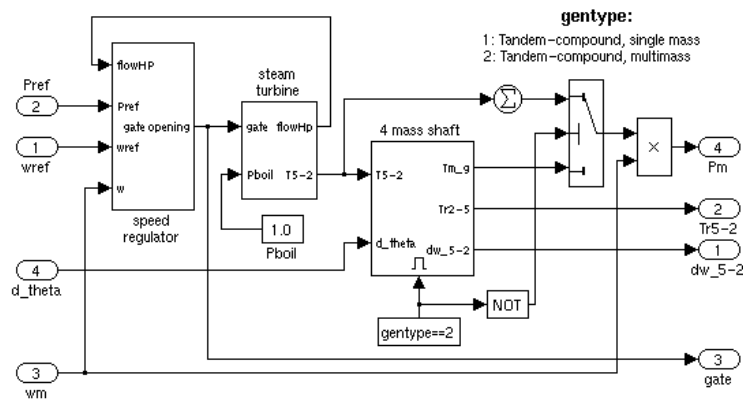 gentype:
1: Tandem-compound, single mass
2: Tandem-compound, multimass
flowHP
steam
turbine
Pref
2
Pref
gate opening
gate
flowHp
Σ
4 mass shaft
1
wref
wref
Pboil
T5-2
T5-2
Tm_g
×
4
Pm
w
Tr2-5
2
Tr5-2
speed
regulator
1.0
Pboil
d_theta
dw_5-2
1
dw_5-2
4
d_theta
NOT
gentype==2
3
wm
3
gate